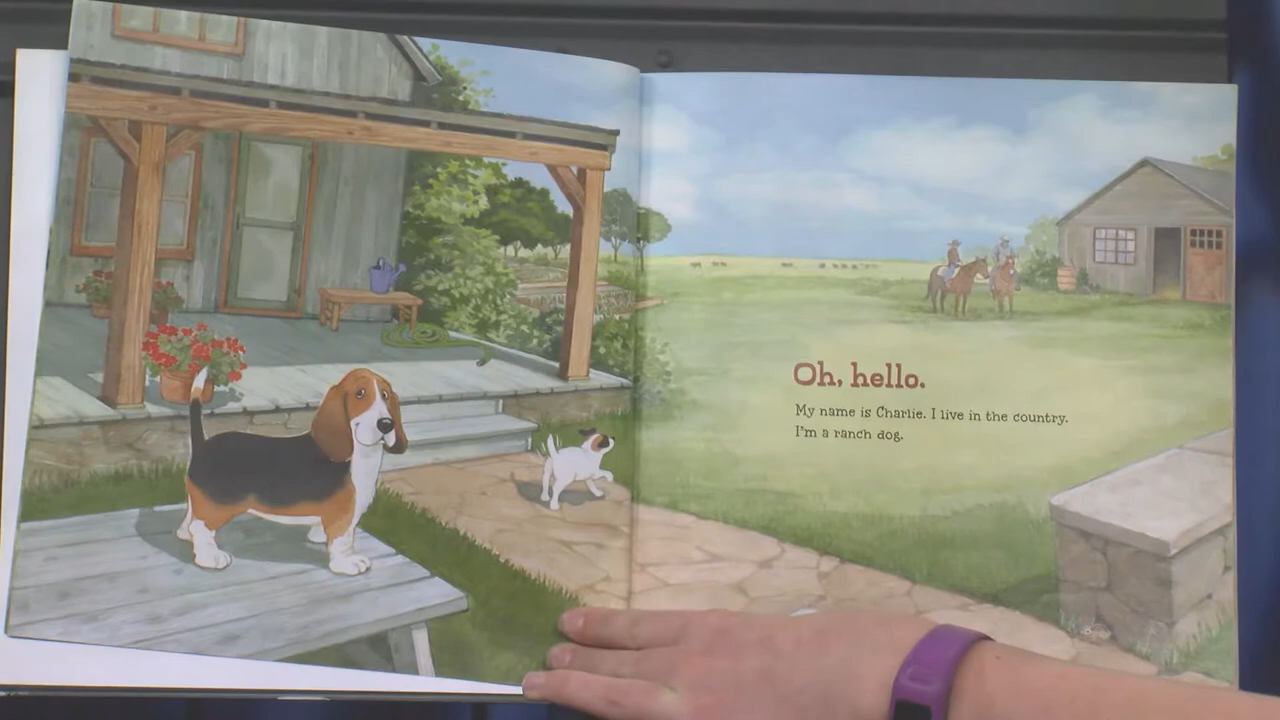 Oh, hello.
My name is Charlie. I live in the country.
I'm a ranch dog.